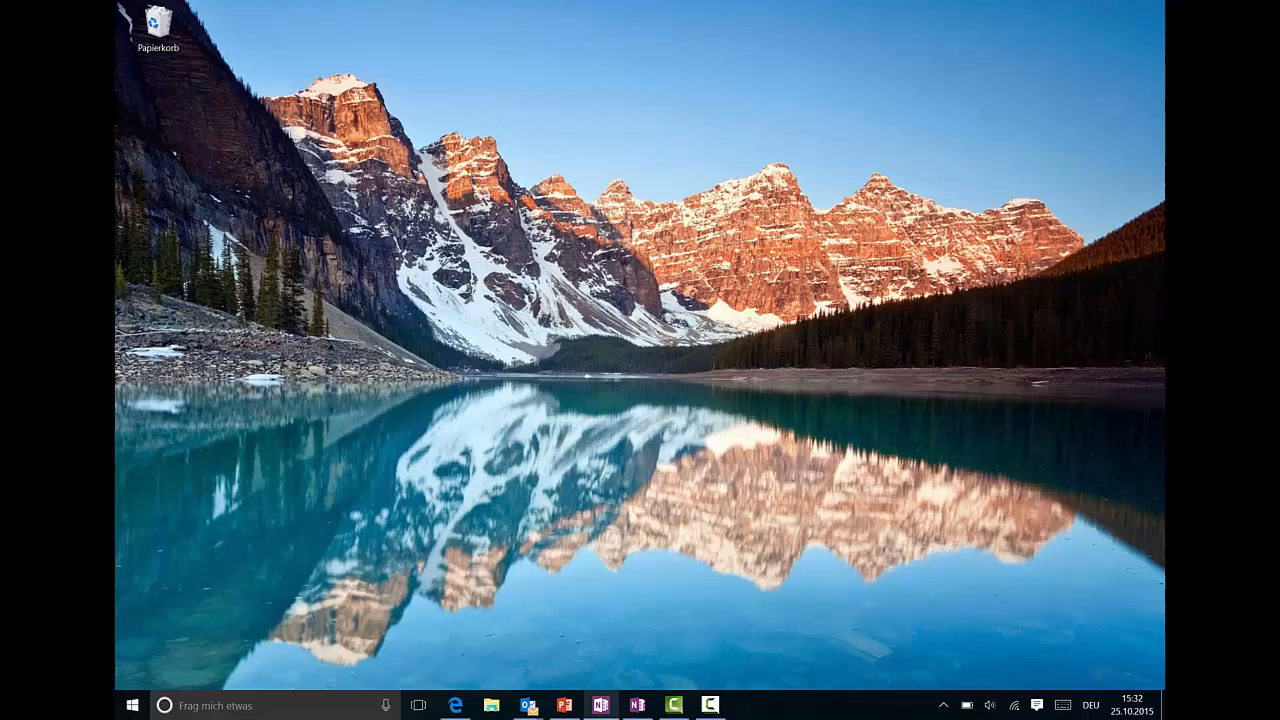 Papierkorb
Frag mich etwas
DEU
15:32
25.10.2015